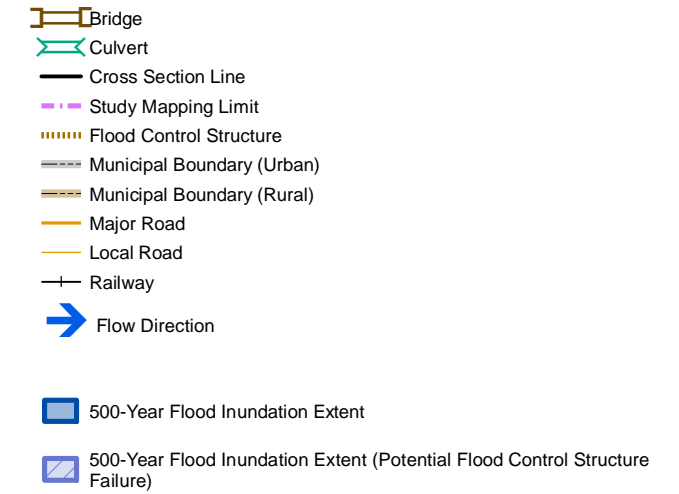 Bridge
Culvert
Cross Section Line
Study Mapping Limit
Flood Control Structure
Municipal Boundary (Urban)
Municipal Boundary (Rural)
Major Road
Local Road
Railway
Flow Direction
500-Year Flood Inundation Extent
500-Year Flood Inundation Extent (Potential Flood Control Structure
Failure)